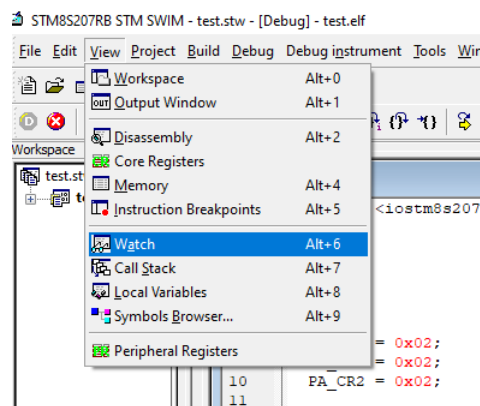 STM8S207RB STM SWIM - test.stw - [Debug] - test.elf
File Edit View Project Build Debug Debug instrument Tools
Workspace Alt+0
OUT Output Window Alt+1
D
Workspace
Disassembly Alt+2
Core Registers
test.st
Memory Alt+4
Instruction Breakpoints Alt+5
<iostm8s207
Watch Alt+6
Call Stack Alt+7
Local Variables Alt+8
Symbols Browser... Alt+9
= 0x02;
Peripheral Registers
= 0x02;
10 PA_CR2 = 0x02;
11